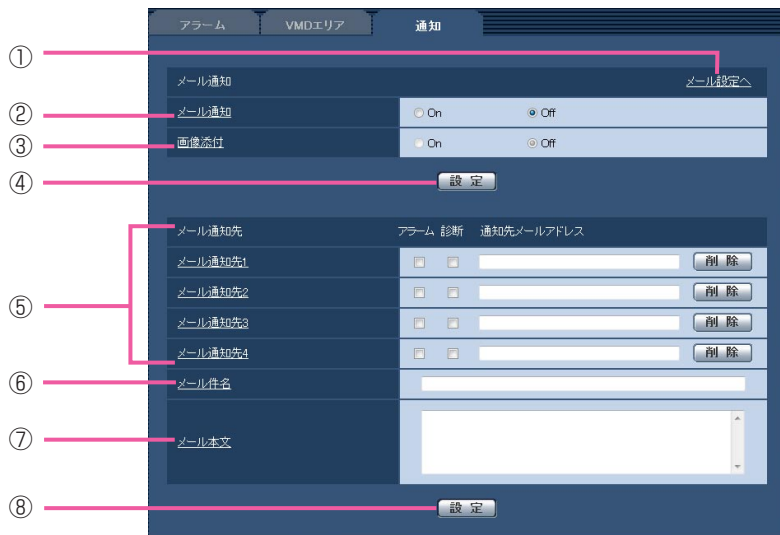 アラーム VMDエリア 通知
① メール通知 メール設定へ
② メール通知 On Off
③ 画像添付 On Off
④ 設定
メール通知先 アラーム 診断 通知先メールアドレス
メール通知先1 削除
メール通知先2 削除
⑤
メール通知先3 削除
メール通知先4 削除
⑥ メール件名
⑦ メール本文
⑧ 設定